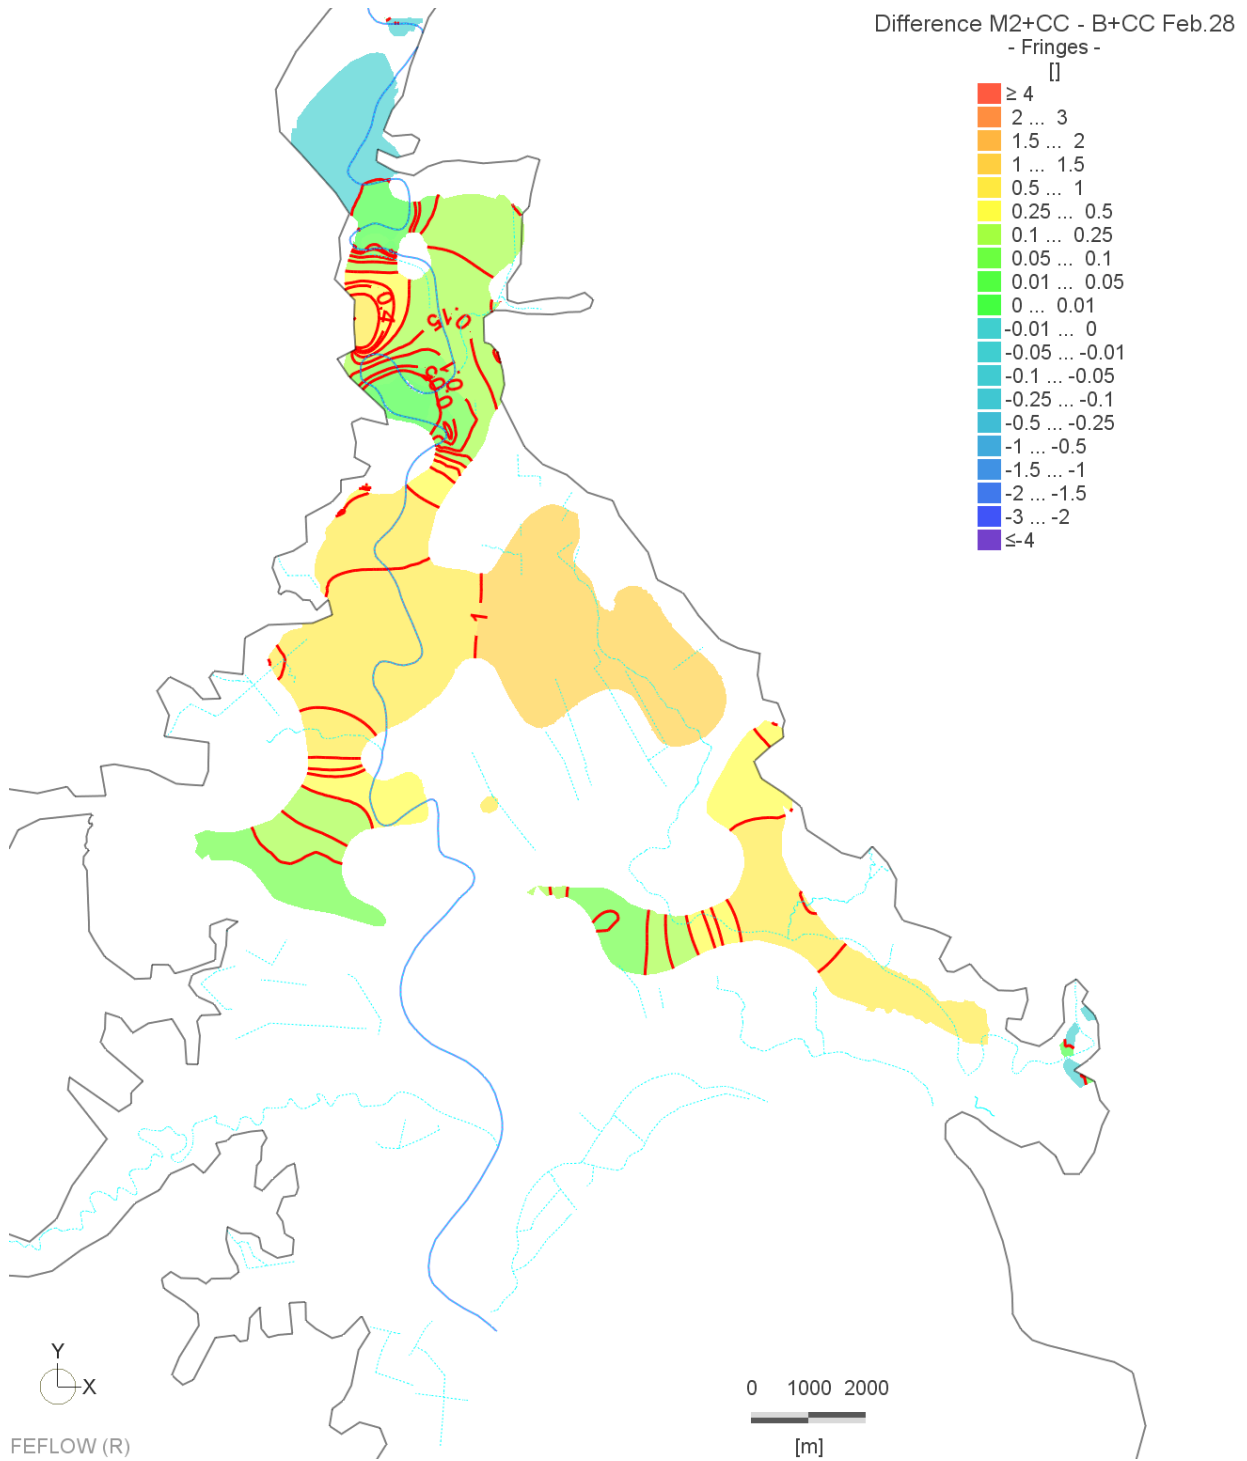 Difference M2+CC - B+CC Feb.28
- Fringes -
[]
≥ 4
2 ... 3
1.5 ... 2
1 ... 1.5
0.5 ... 1
0.25 ... 0.5
0.1 ... 0.25
0.05 ... 0.1
0.01 ... 0.05
0 ... 0.01
-0.01 ... 0
-0.05 ... -0.01
-0.1 ... -0.05
-0.25 ... -0.1
-0.5 ... -0.25
-1 ... -0.5
-1.5 ... -1
-2 ... -1.5
-3 ... -2
≤-4
0.4
0.15
1
Y
X
0 1000 2000
[m]
FEFLOW (R)